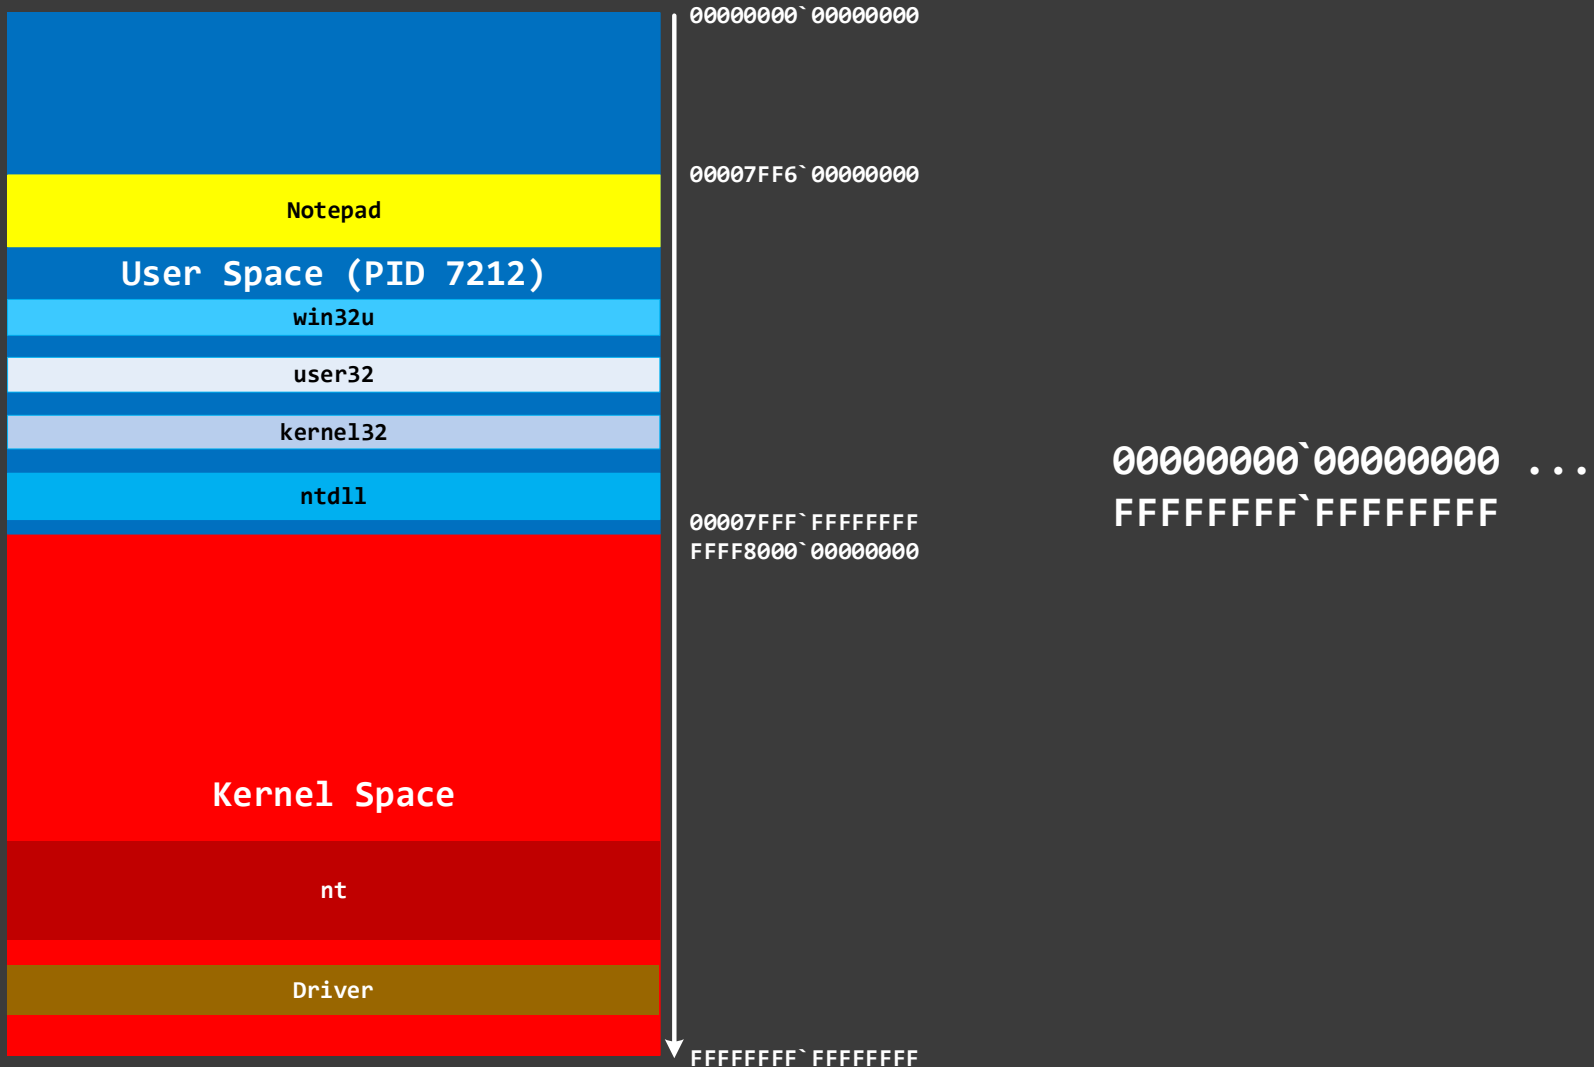 00000000`00000000
00007FF6`00000000
Notepad
User Space (PID 7212)
win32u
user32
kernel32
ntdll
00007FFF`FFFFFFFF
FFFF8000`00000000
Kernel Space
nt
Driver
FFFFFFFF`FFFFFFFF
00000000`00000000 ...
FFFFFFFF`FFFFFFFF